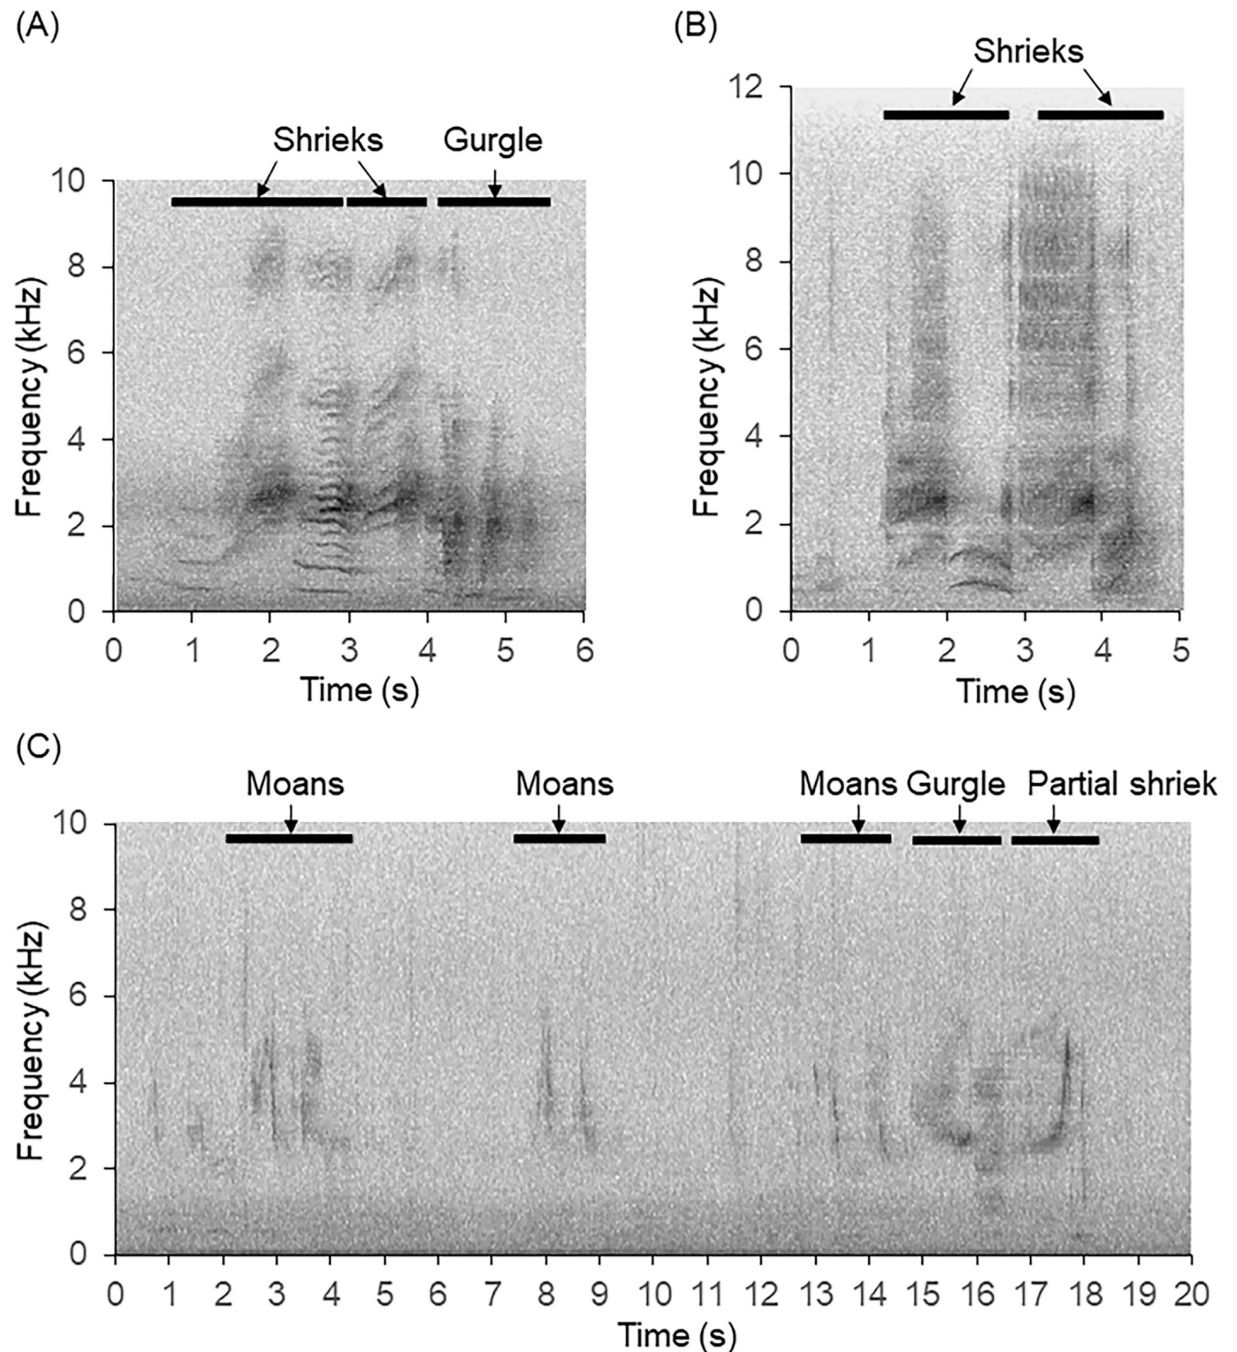 (A)
(B)
Shrieks
12
Shrieks Gurgle
10
10
8
8
6
6
4
4
2
2
0
0
Frequency (kHz)
Frequency (kHz)
0 1 2 3 4 5 6
0 1 2 3 4 5
Time (s)
Time (s)
(C)
Moans Moans Moans Gurgle Partial shriek
10
8
6
4
2
0
Frequency (kHz)
0 1 2 3 4 5 6 7 8 9 10 11 12 13 14 15 16 17 18 19 20
Time (s)